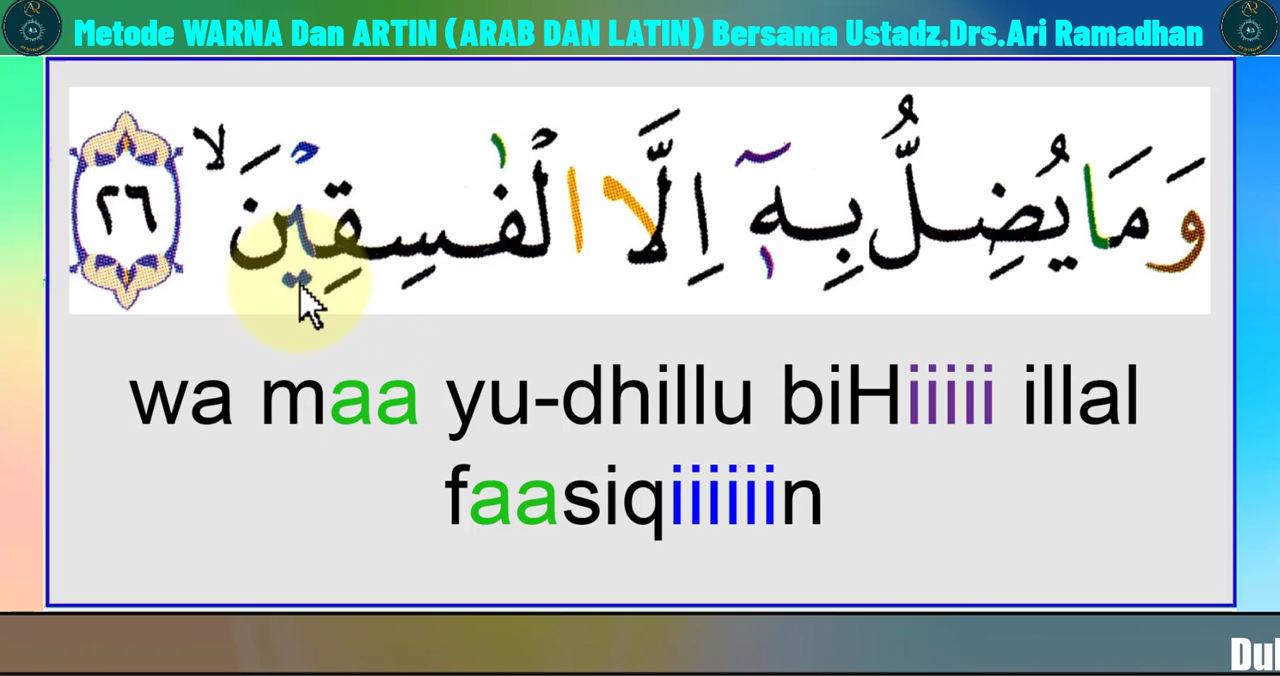 Metode WARNA Dan ARTIN (ARAB DAN LATIN) Bersama Ustadz.Drs.Ari Ramadhan
وَمَا يُضِلُّ بِهٖٓ اِلَّا الْفٰسِقِيْنَۙ ٢٦
wa maa yu-dhillu biHiiiii illal
faasiqiiiiiin